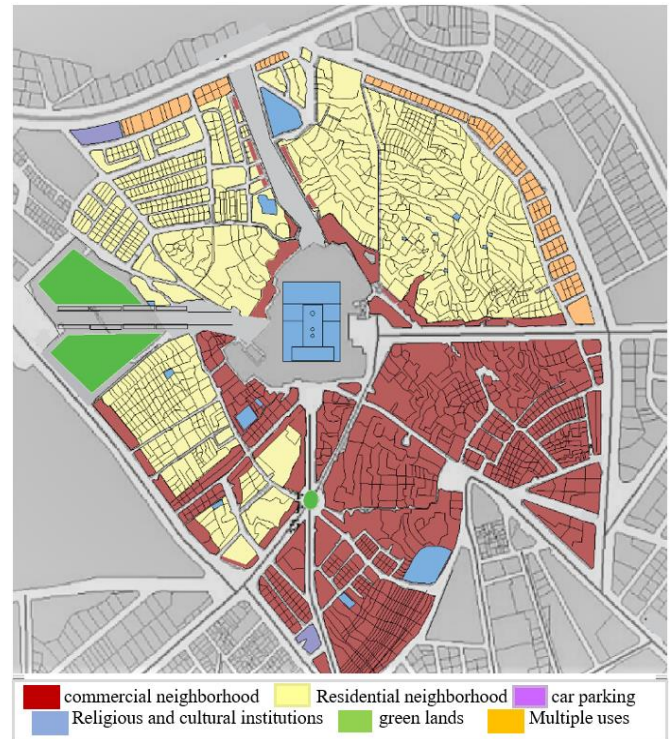 commercial neighborhood Residential neighborhood car parking
Religious and cultural institutions green lands Multiple uses